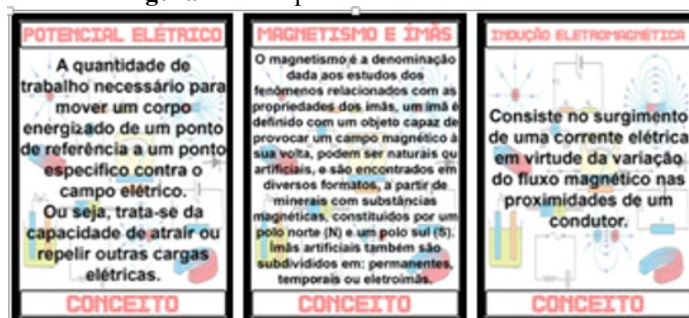 POTENCIAL ELÉTRICO
A quantidade de
trabalho necessário para
mover um corpo
energizado de um ponto
de referência a um ponto
específico contra o
campo elétrico.
Ou seja, trata-se da
capacidade de atrair ou
repelir outras cargas
elétricas.
CONCEITO
MAGNETISMO E ÍMÃS
O magnetismo é a denominação
dada aos estudos dos
fenômenos relacionados com as
propriedades dos imãs, um imã é
definido com um objeto capaz de
provocar um campo magnético à
sua volta, podem ser naturais ou
artificiais, e são encontrados em
diversos formatos, a partir de
minerais com substâncias
magnéticas, constituídos por um
polo norte (N) e um polo sul (S).
Imãs artificiais também são
subdivididos em: permanentes,
temporais ou eletroimãs.
CONCEITO
INDUÇÃO ELETROMAGNÉTICA
Consiste no surgimento
de uma corrente elétrica
em virtude da variação
do fluxo magnético nas
proximidades de um
condutor.
CONCEITO